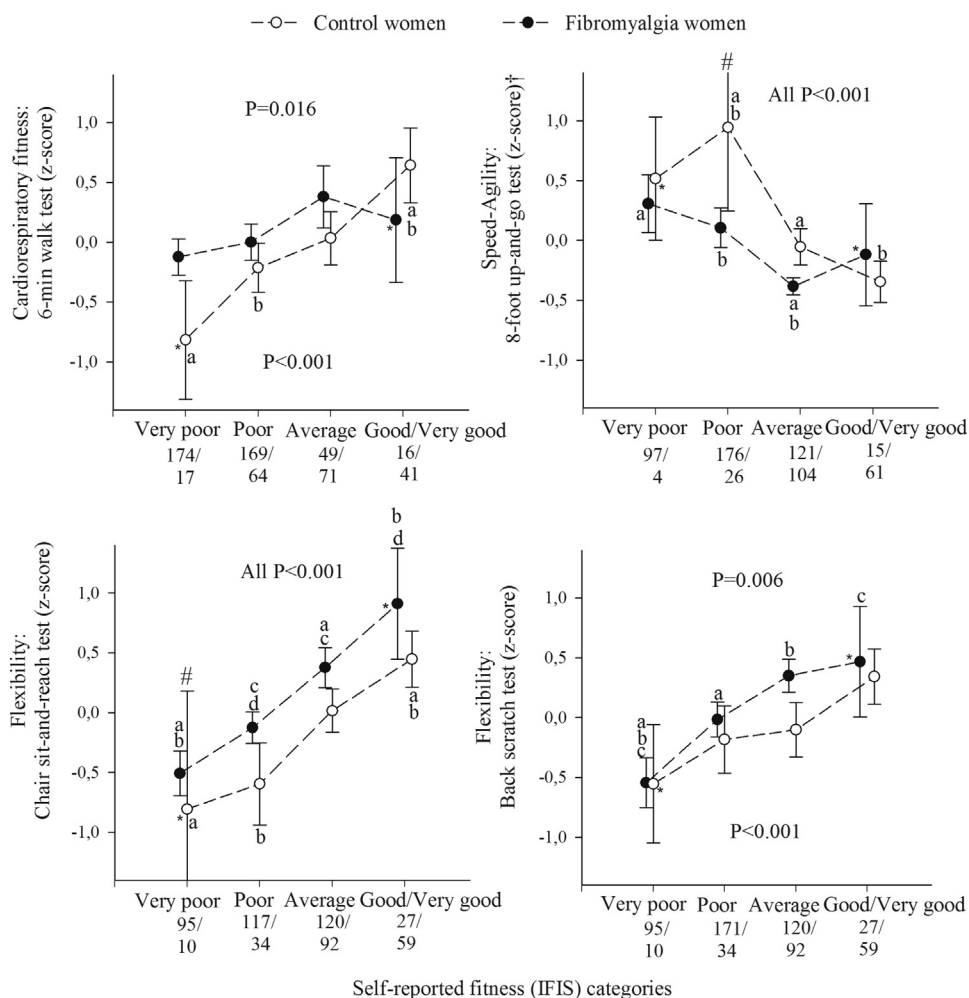 Control women
Fibromyalgia women
Cardiorespiratory fitness:
6-min walk test (z-score)
1,0
0,5
0,0
-0,5
-1,0
P=0.016
P<0.001
*
a
b
*
a
b
Very poor Poor Average Good/Very good
174/ 169/ 49/ 16/
17 64 71 41
Speed-Agility:
8-foot up-and-go test (z-score)†
1,0
0,5
0,0
-0,5
-1,0
#
All P<0.001
a
b
*
a
b
a
a
b
*
b
Very poor Poor Average Good/Very good
97/ 176/ 121/ 15/
4 26 104 61
Flexibility:
Chair sit-and-reach test (z-score)
1,0
0,5
0,0
-0,5
-1,0
All P<0.001
#
a
b
* a
c
d
b
a
c
b
d
*
a
b
Very poor Poor Average Good/Very good
95/ 117/ 120/ 27/
10 34 92 59
Flexibility:
Back scratch test (z-score)
1,0
0,5
0,0
-0,5
-1,0
P=0.006
P<0.001
a
b
c
*
a
b
c
*
Very poor Poor Average Good/Very good
95/ 171/ 120/ 27/
10 34 92 59
Self-reported fitness (IFIS) categories